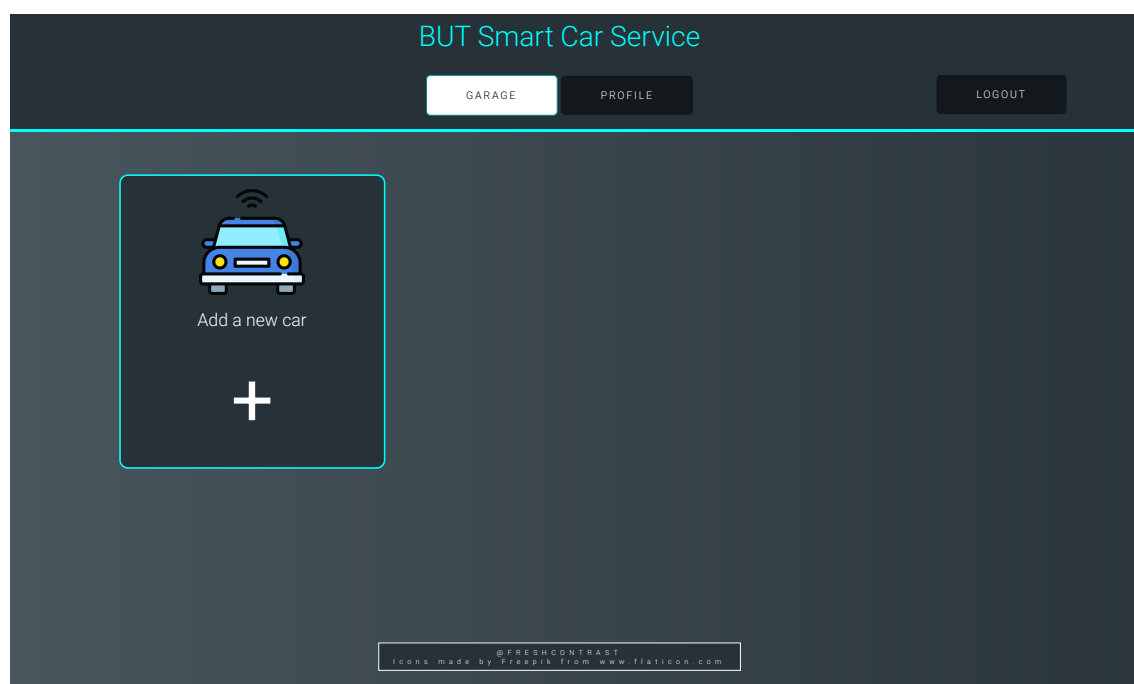 BUT Smart Car Service
GARAGE
PROFILE
LOGOUT
Add a new car
@FRESHCONTRAST
Icons made by Freepik from www.flaticon.com